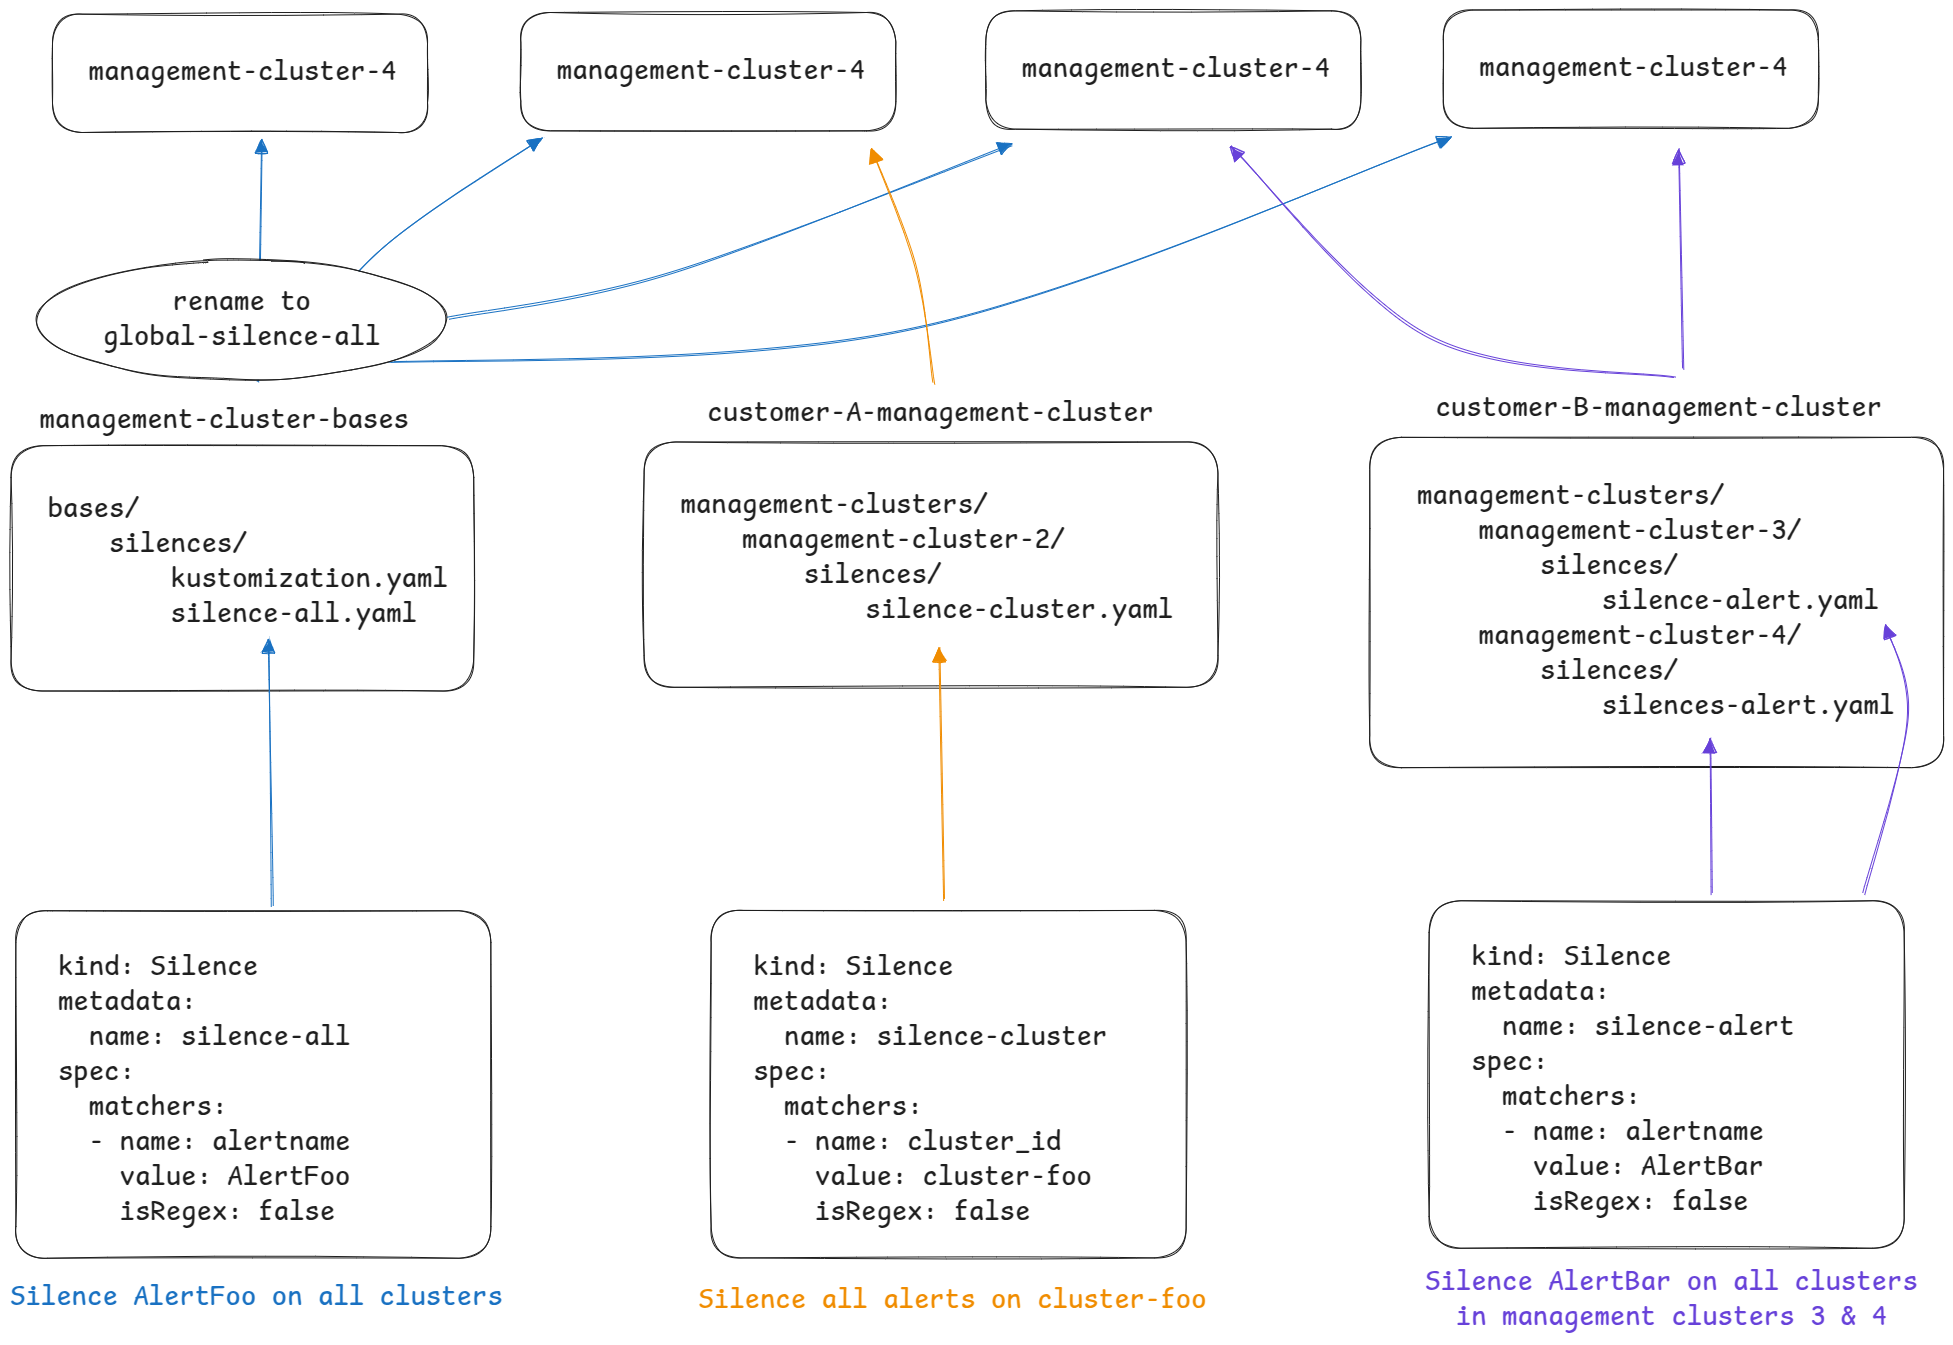 management-cluster-4
management-cluster-4
management-cluster-4
management-cluster-4
rename to
global-silence-all
management-cluster-bases
bases/
silences/
kustomization.yaml
silence-all.yaml
customer-A-management-cluster
management-clusters/
management-cluster-2/
silences/
silence-cluster.yaml
customer-B-management-cluster
management-clusters/
management-cluster-3/
silences/
silence-alert.yaml
management-cluster-4/
silences/
silences-alert.yaml
kind: Silence
metadata:
name: silence-all
spec:
matchers:
- name: alertname
value: AlertFoo
isRegex: false
Silence AlertFoo on all clusters
kind: Silence
metadata:
name: silence-cluster
spec:
matchers:
- name: cluster_id
value: cluster-foo
isRegex: false
Silence all alerts on cluster-foo
kind: Silence
metadata:
name: silence-alert
spec:
matchers:
- name: alertname
value: AlertBar
isRegex: false
Silence AlertBar on all clusters
in management clusters 3 & 4